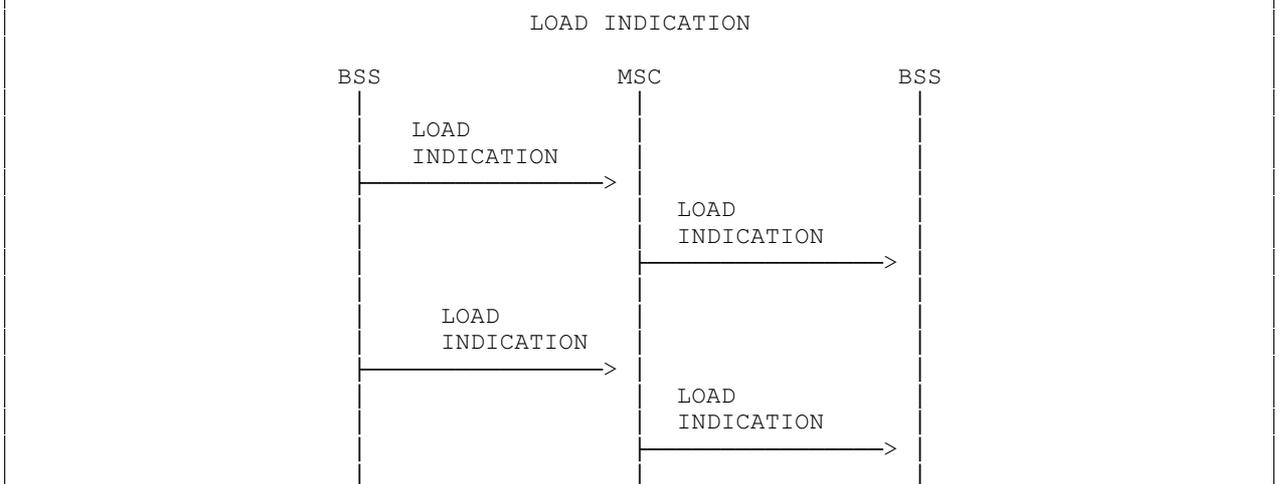 LOAD INDICATION
BSS MSC BSS
LOAD
INDICATION
LOAD
INDICATION
LOAD
INDICATION
LOAD
INDICATION